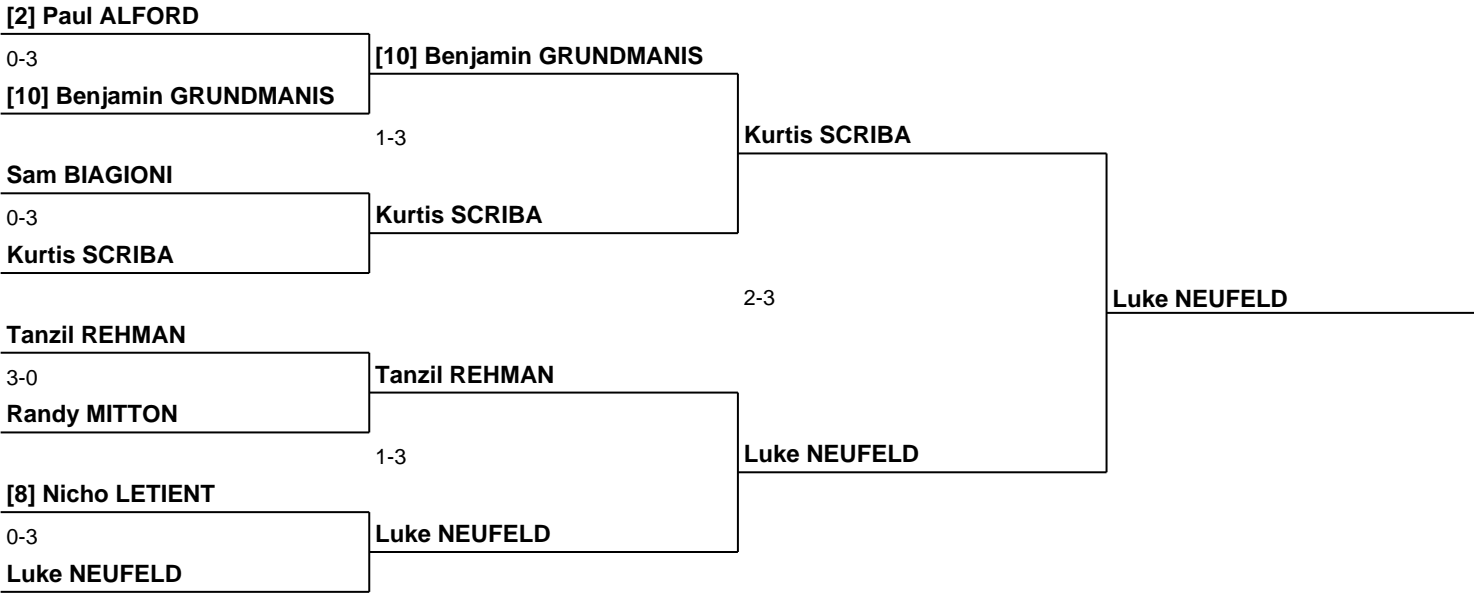 [2] Paul ALFORD
0-3
[10] Benjamin GRUNDMANIS
[10] Benjamin GRUNDMANIS
1-3
Kurtis SCRIBA
Sam BIAGIONI
0-3
Kurtis SCRIBA
Kurtis SCRIBA
2-3
Luke NEUFELD
Tanzil REHMAN
3-0
Tanzil REHMAN
Randy MITTON
1-3
Luke NEUFELD
[8] Nicho LETIENT
0-3
Luke NEUFELD
Luke NEUFELD